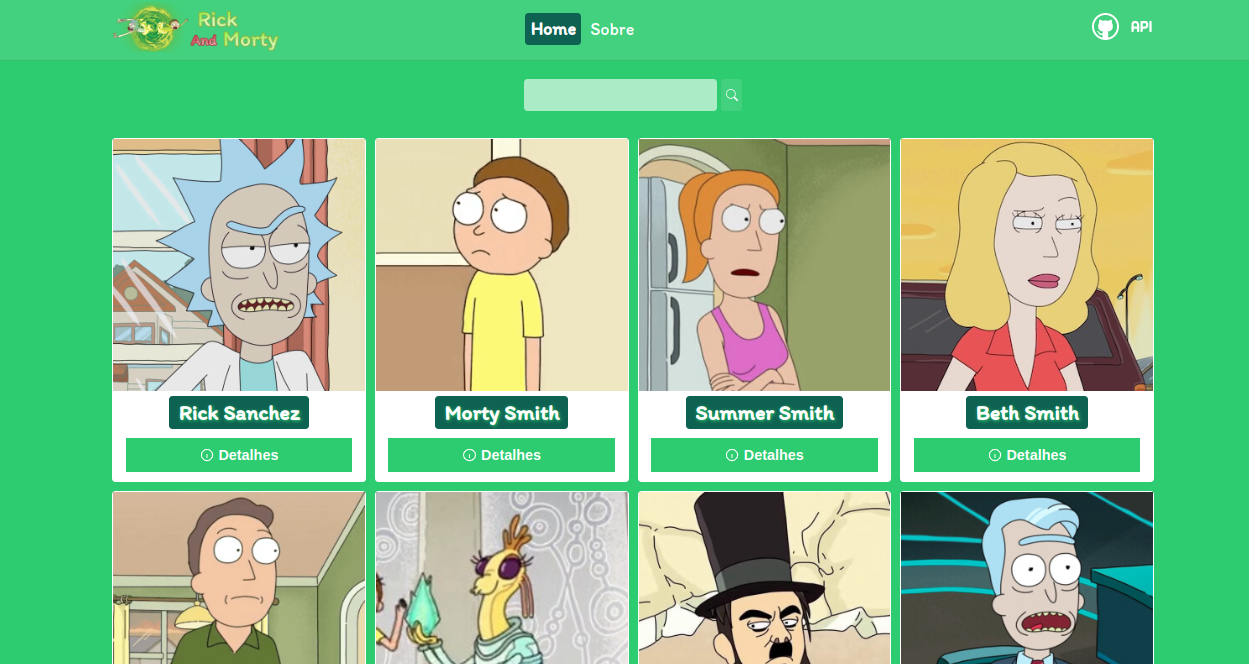 Rick
And Morty
Home Sobre
API
Rick Sanchez
Morty Smith
Summer Smith
Beth Smith
Detalhes
Detalhes
Detalhes
Detalhes